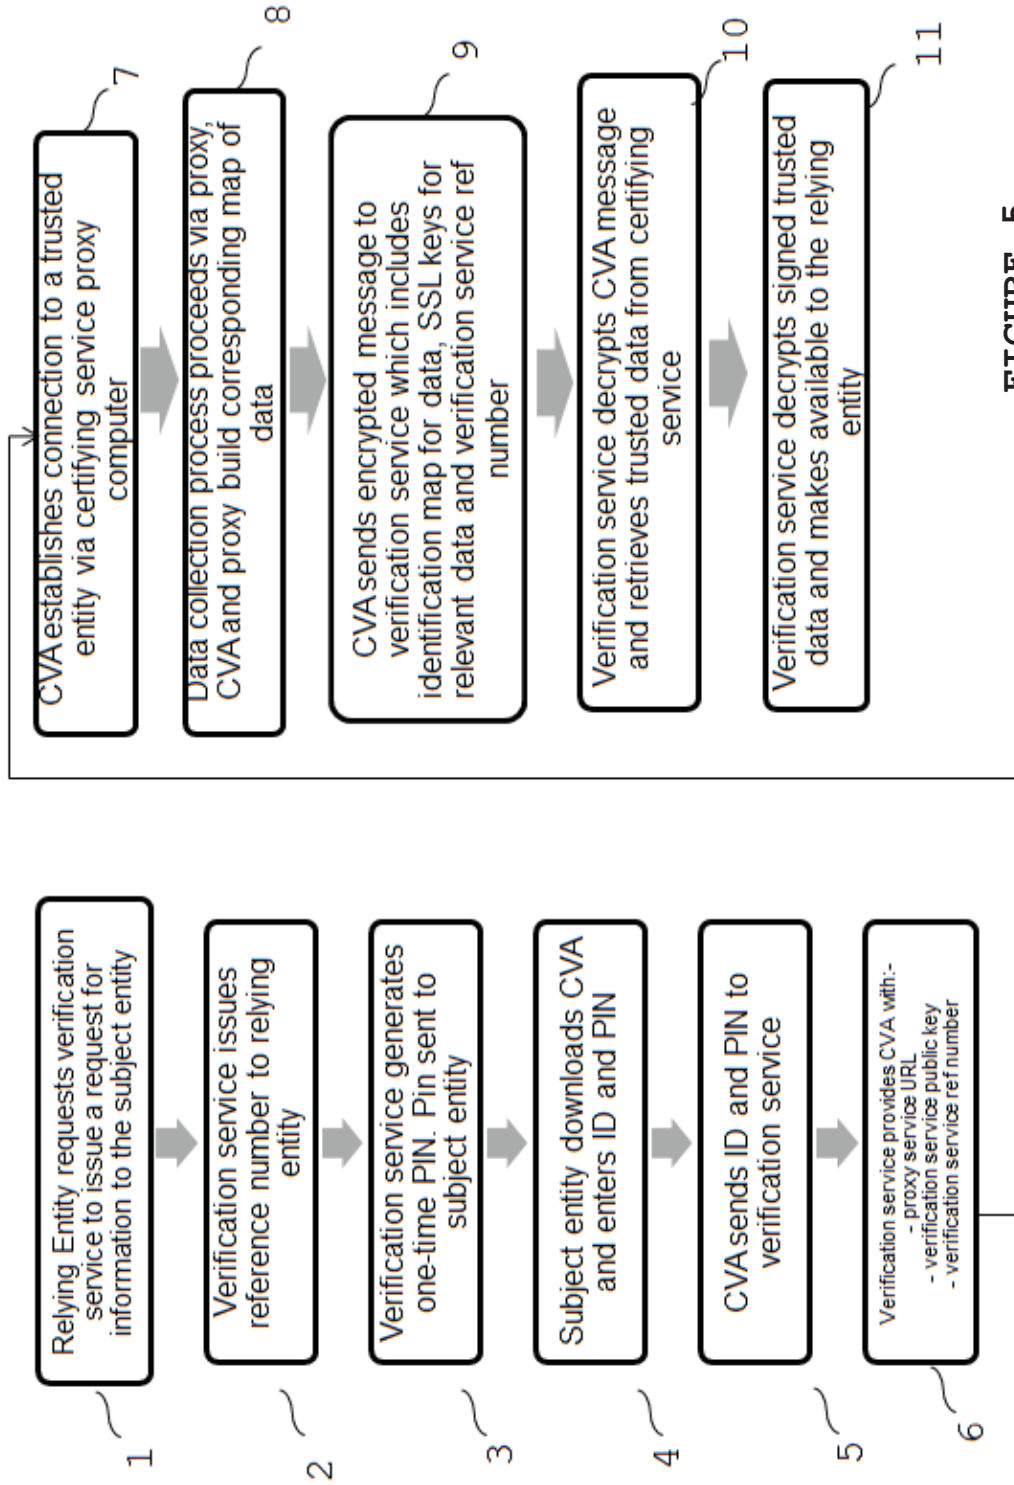 Relying Entity requests verification
service to issue a request for
information to the subject entity
1
Verification service issues
reference number to relying
entity
2
Verification service generates
one-time PIN. Pin sent to
subject entity
3
Subject entity downloads CVA
and enters ID and PIN
4
CVA sends ID and PIN to
verification service
5
Verification service provides CVA with:-
- proxy service URL
- verification service public key
- verification service ref number
6
CVA establishes connection to a trusted
entity via certifying service proxy
computer
7
Data collection process proceeds via proxy,
CVA and proxy build corresponding map of
data
8
CVA sends encrypted message to
verification service which includes
identification map for data, SSL keys for
relevant data and verification service ref
number
9
Verification service decrypts CVA message
and retrieves trusted data from certifying
service
10
Verification service decrypts signed trusted
data and makes available to the relying
entity
11
FIGURE 5